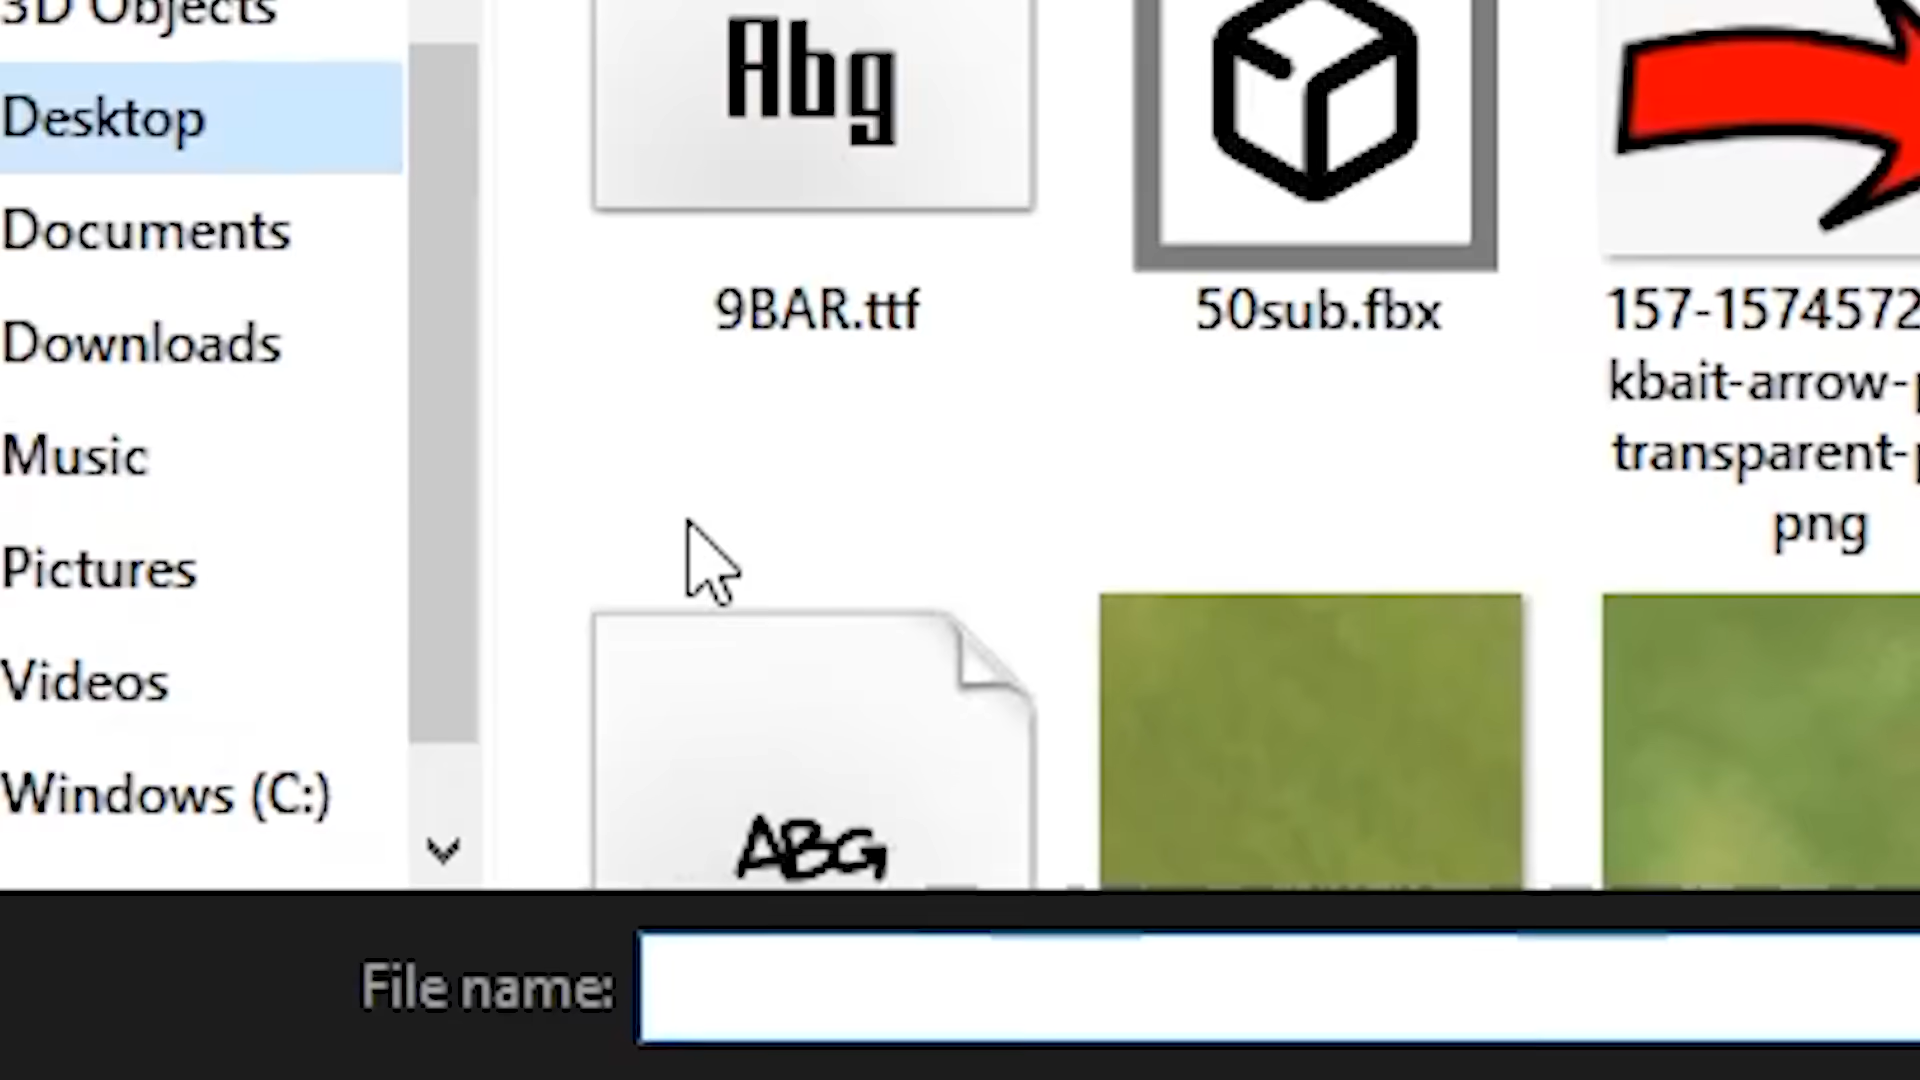 3D Objects
Desktop
Documents
Downloads
Music
Pictures
Videos
Windows (C:)
Abg
9BAR.ttf
50sub.fbx
157-1574572
kbait-arrow-
transparent-
png
ABG
File name: